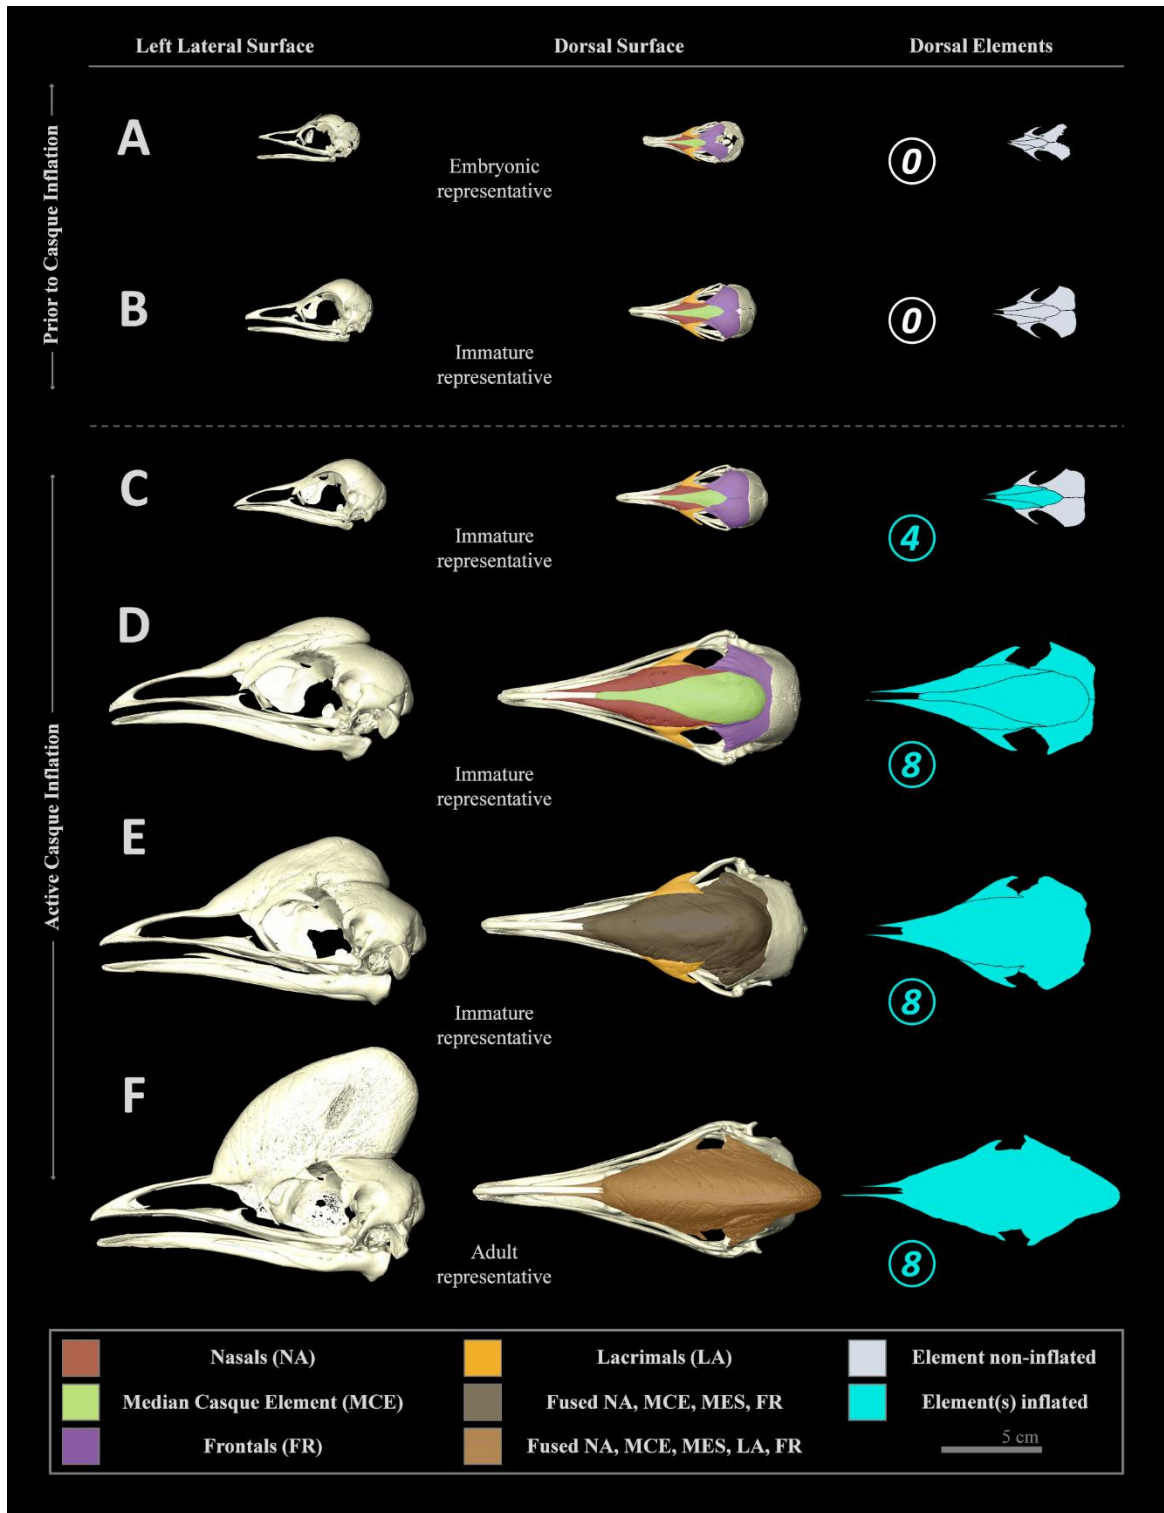 Left Lateral Surface
Dorsal Surface
Dorsal Elements
Prior to Casque Inflation
A
Embryonic
representative
0
B
Immature
representative
0
Active Casque Inflation
C
Immature
representative
4
D
Immature
representative
8
E
Immature
representative
8
F
Adult
representative
8
Nasals (NA)
Lacrimals (LA)
Element non-inflated
Median Casque Element (MCE)
Fused NA, MCE, MES, FR
Element(s) inflated
Frontals (FR)
Fused NA, MCE, MES, LA, FR
5 cm